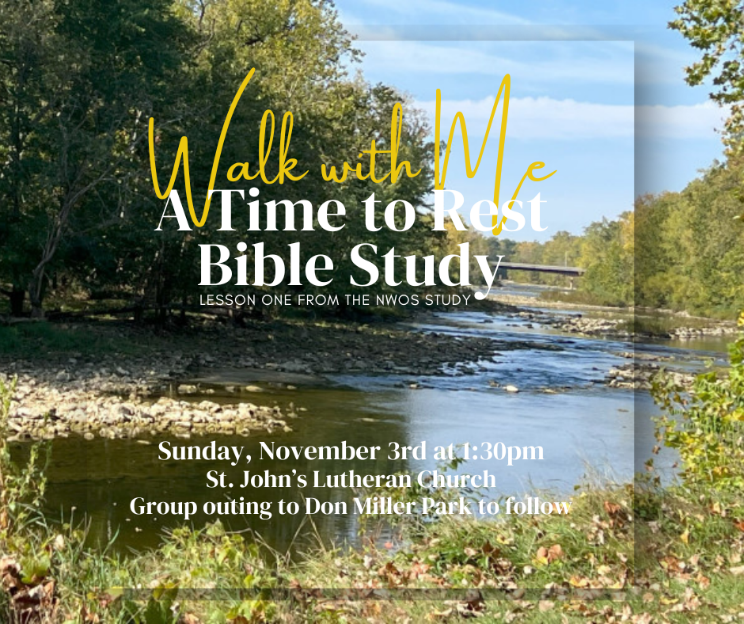 Walk with Me
A Time to Rest
Bible Study
LESSON ONE FROM THE NWOS STUDY
Sunday, November 3rd at 1:30pm
St. John's Lutheran Church
Group outing to Don Miller Park to follow